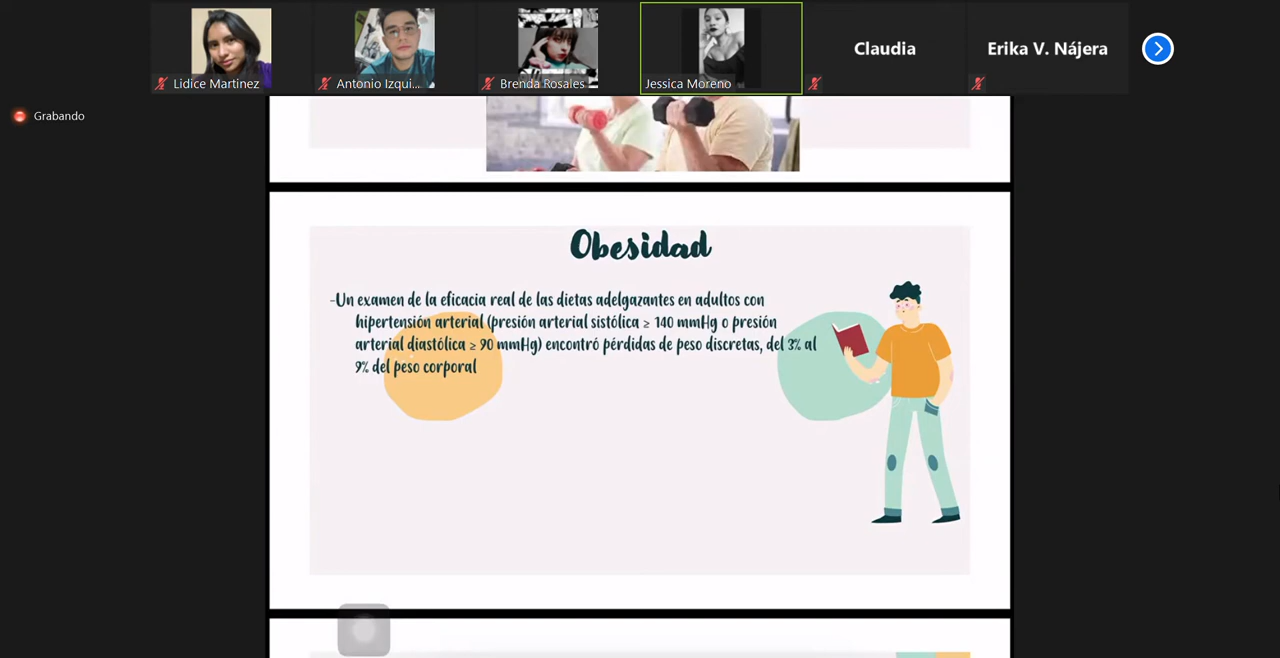 Lidice Martinez
Antonio Izqui...
Brenda Rosales
Jessica Moreno
Claudia
Erika V. Nájera
Grabando
Obesidad
-Un examen de la eficacia real de las dietas adelgazantes en adultos con
hipertensión arterial (presión arterial sistólica ≥ 140 mmHg o presión
arterial diastólica ≥ 90 mmHg) encontró pérdidas de peso discretas, del 3% al
9% del peso corporal